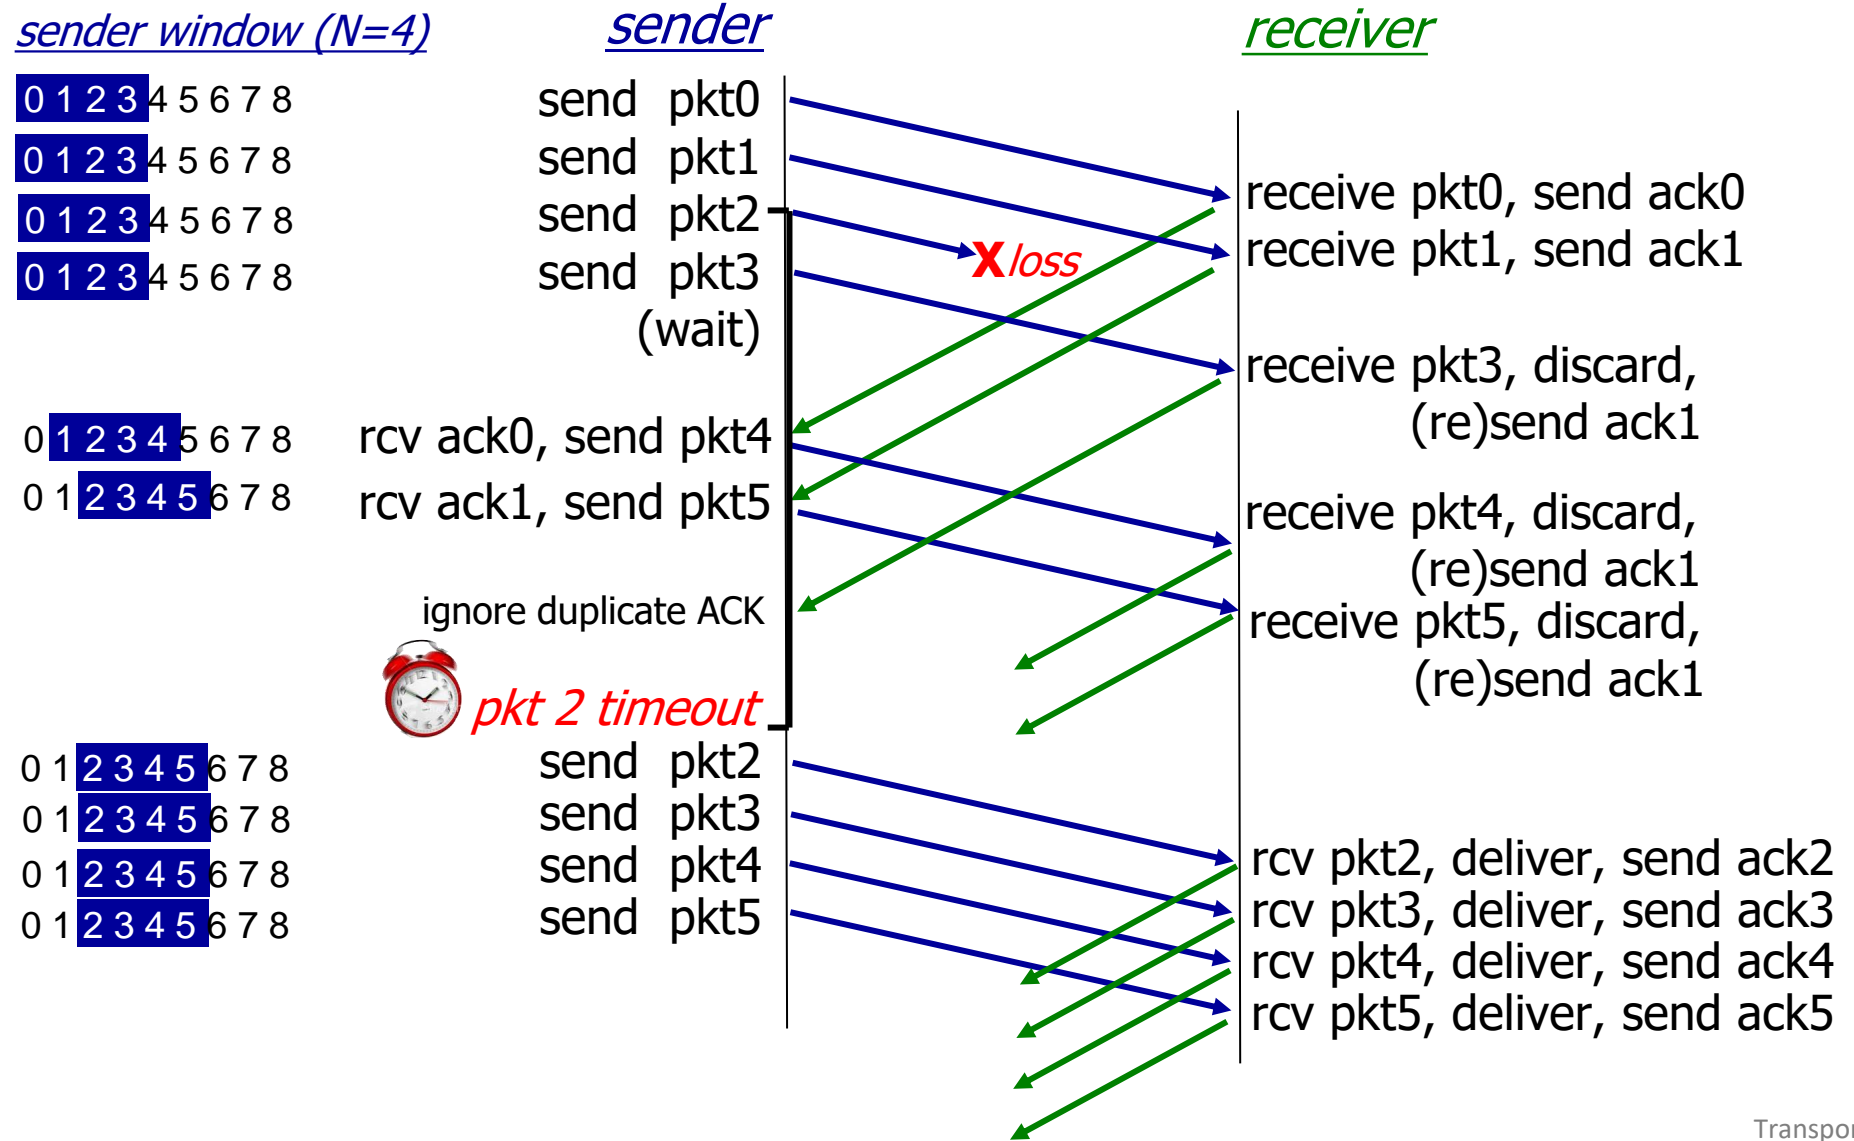 sender window (N=4) sender receiver
0 1 2 3 4 5 6 7 8 send pkt0
0 1 2 3 4 5 6 7 8 send pkt1
receive pkt0, send ack0
0 1 2 3 4 5 6 7 8 send pkt2
receive pkt1, send ack1
0 1 2 3 4 5 6 7 8 send pkt3 X loss
(wait)
receive pkt3, discard,
(re)send ack1
0 1 2 3 4 5 6 7 8 rcv ack0, send pkt4
0 1 2 3 4 5 6 7 8 rcv ack1, send pkt5
receive pkt4, discard,
(re)send ack1
ignore duplicate ACK
receive pkt5, discard,
(re)send ack1
pkt 2 timeout
0 1 2 3 4 5 6 7 8 send pkt2
0 1 2 3 4 5 6 7 8 send pkt3
0 1 2 3 4 5 6 7 8 send pkt4
rcv pkt2, deliver, send ack2
0 1 2 3 4 5 6 7 8 send pkt5
rcv pkt3, deliver, send ack3
rcv pkt4, deliver, send ack4
rcv pkt5, deliver, send ack5